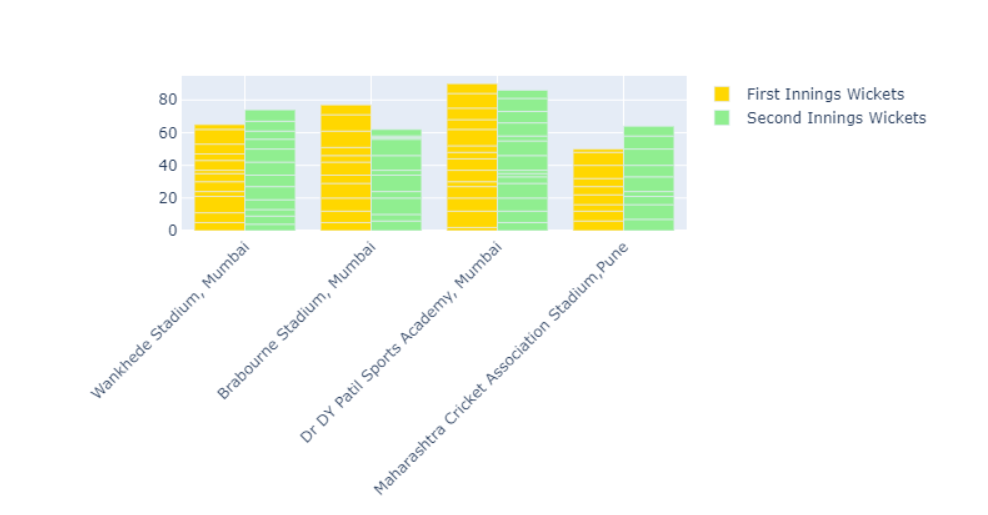 80
60
40
20
0
First Innings Wickets
Second Innings Wickets
Wankhede Stadium, Mumbai
Brabourne Stadium, Mumbai
Dr DY Patil Sports Academy, Mumbai
Maharashtra Cricket Association Stadium,Pune